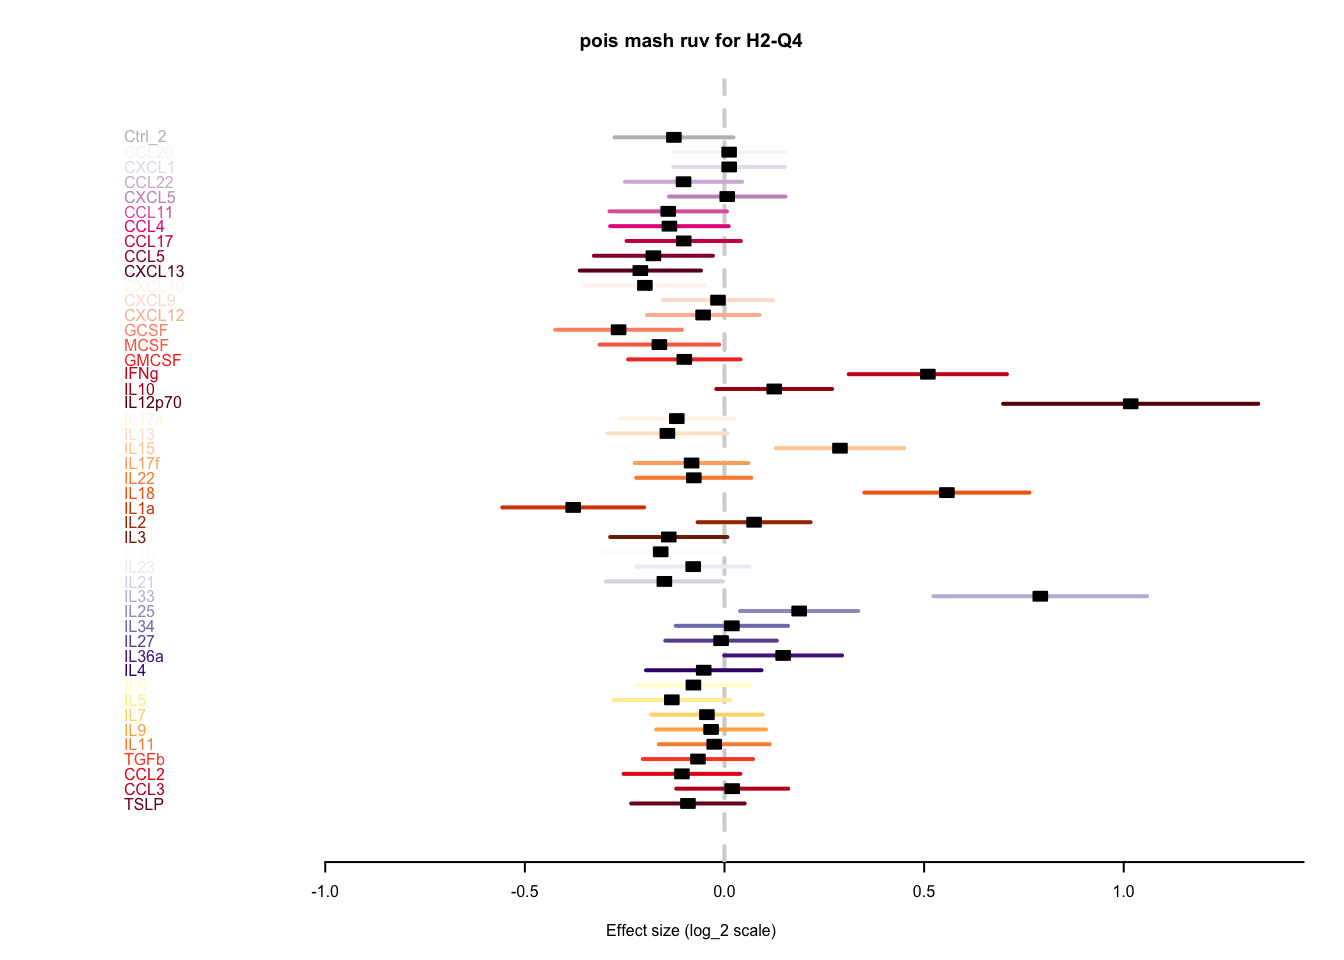 pois mash ruv for H2-Q4
Ctrl_2
CCL20
CXCL1
CCL22
CXCL5
CCL11
CCL4
CCL17
CCL5
CXCL13
CXCL10
CXCL9
CXCL12
GCSF
MCSF
GMCSF
IFNg
IL10
IL12p70
IL17a
IL13
IL15
IL17f
IL22
IL18
IL1a
IL2
IL3
IL23
IL21
IL33
IL25
IL34
IL27
IL36a
IL4
IL6
IL5
IL7
IL9
IL11
TGFb
CCL2
CCL3
TSLP
-1.0 -0.5 0.0 0.5 1.0
Effect size (log_2 scale)